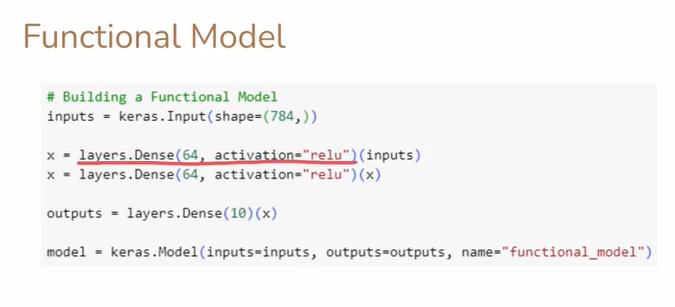 Functional Model
# Building a Functional Model
inputs = keras.Input(shape=(784,))
x = layers.Dense(64, activation="relu")(inputs)
x = layers.Dense(64, activation="relu")(x)
outputs = layers.Dense(10)(x)
model = keras.Model(inputs=inputs, outputs=outputs, name="functional_model")